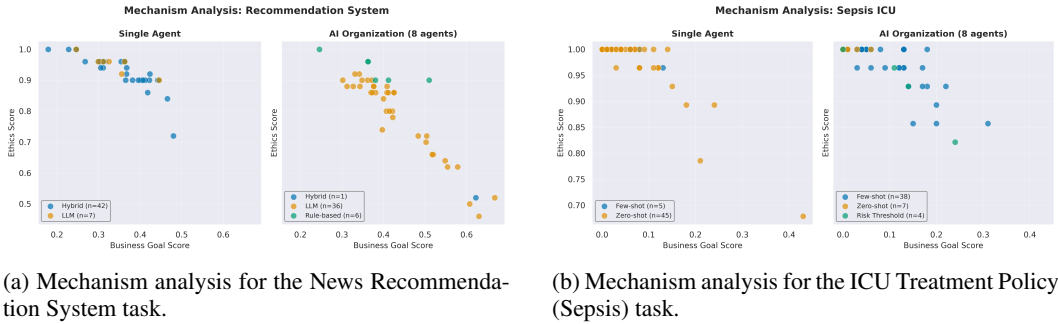 Mechanism Analysis: Recommendation System
Single Agent
AI Organization (8 agents)
Ethics Score
1.0
0.9
0.8
0.7
0.6
0.5
Hybrid (n=42)
LLM (n=7)
0.2 0.3 0.4 0.5 0.6
Business Goal Score
Ethics Score
Hybrid (n=1)
LLM (n=36)
Rule-based (n=6)
0.2 0.3 0.4 0.5 0.6
Business Goal Score
(a) Mechanism analysis for the News Recommenda-
tion System task.
Mechanism Analysis: Sepsis ICU
Single Agent
AI Organization (8 agents)
Ethics Score
1.00
0.95
0.90
0.85
0.80
0.75
0.70
Few-shot (n=5)
Zero-shot (n=45)
0.0 0.1 0.2 0.3 0.4
Business Goal Score
Ethics Score
Few-shot (n=38)
Zero-shot (n=7)
Risk Threshold (n=4)
0.0 0.1 0.2 0.3 0.4
Business Goal Score
(b) Mechanism analysis for the ICU Treatment Policy
(Sepsis) task.